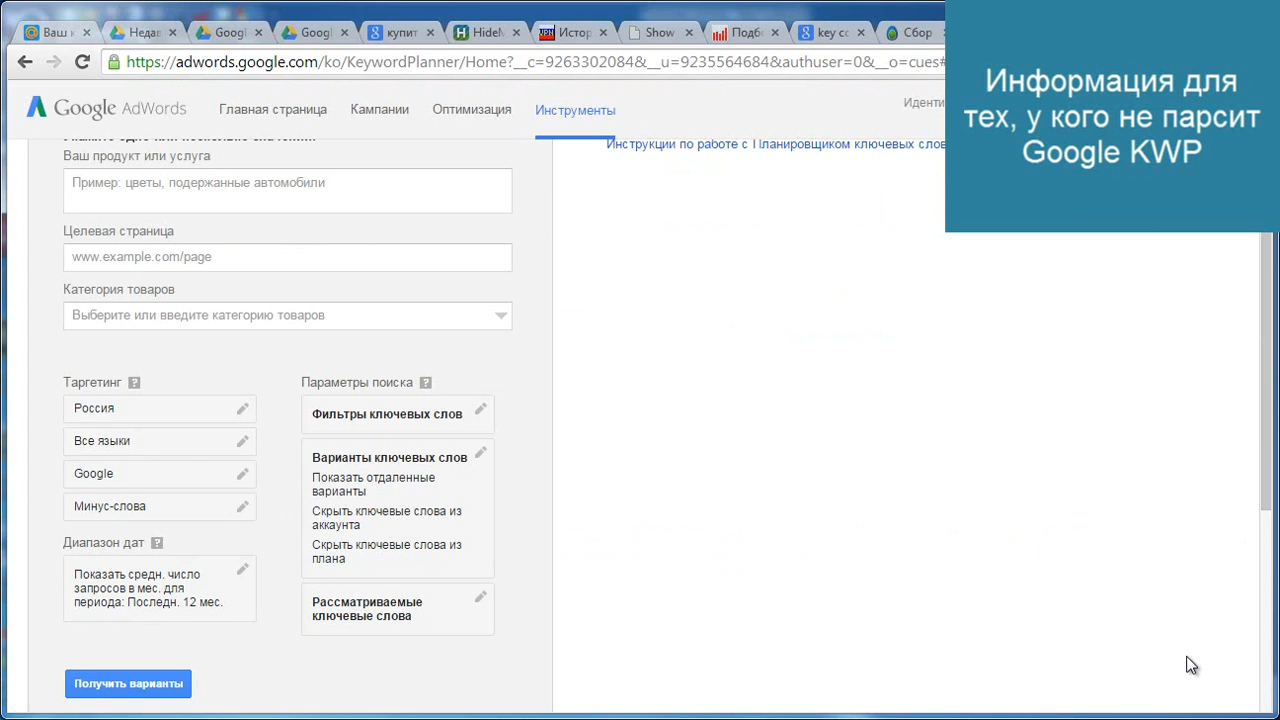 Ваш к
Недав
Googl
Googl
купит
HideM
VPN Истор
Show
Подб
key co
Сбор
https://adwords.google.com/ko/KeywordPlanner/Home?__c=9263302084&__u=9235564684&authuser=0&__o=cues#
Информация для
тех, у кого не парсит
Google KWP
Google AdWords
Главная страница
Кампании
Оптимизация
Инструменты
Иденти
Инструкции по работе с Планировщиком ключевых слов
Ваш продукт или услуга
Пример: цветы, подержанные автомобили
Целевая страница
www.example.com/page
Категория товаров
Выберите или введите категорию товаров
Таргетинг ?
Россия
Все языки
Google
Минус-слова
Диапазон дат ?
Показать средн. число
запросов в мес. для
периода: Последн. 12 мес.
Параметры поиска ?
Фильтры ключевых слов
Варианты ключевых слов
Показать отдаленные
варианты
Скрыть ключевые слова из
аккаунта
Скрыть ключевые слова из
плана
Рассматриваемые
ключевые слова
Получить варианты